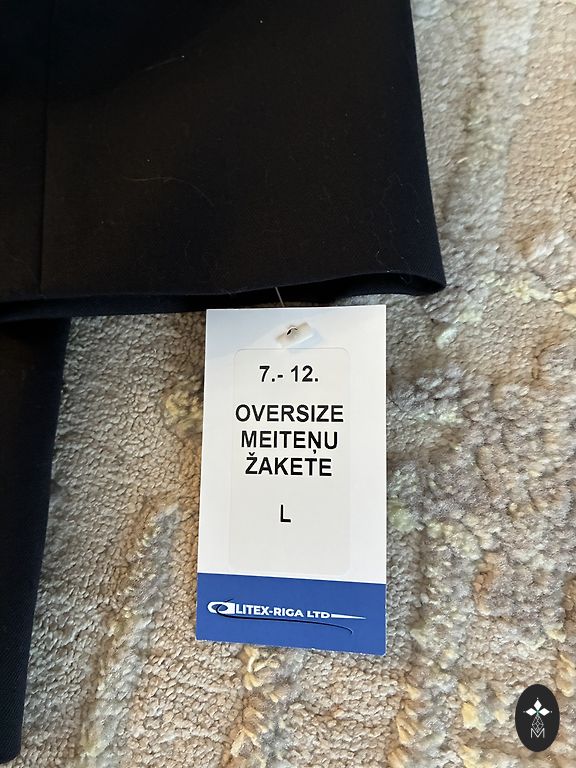 7.- 12.
OVERSIZE
MEITEŅU
ŽAKETE
L
LITEX-RIGA LTD
M